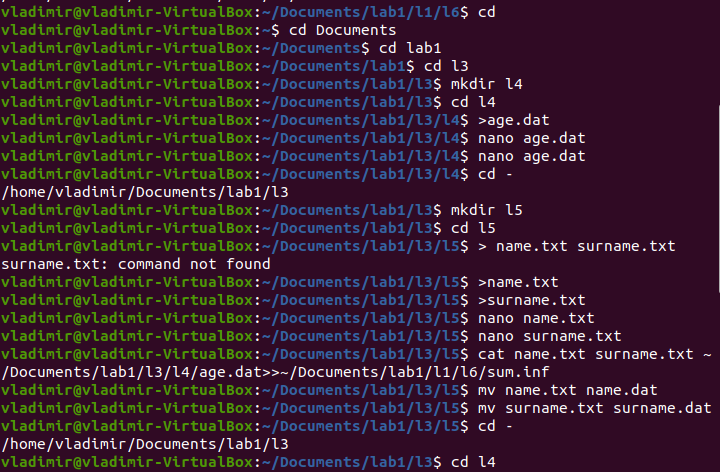 vladimir@vladimir-VirtualBox:~/Documents/lab1/l1/l6$ cd
vladimir@vladimir-VirtualBox:~$ cd Documents
vladimir@vladimir-VirtualBox:~/Documents$ cd lab1
vladimir@vladimir-VirtualBox:~/Documents/lab1$ cd l3
vladimir@vladimir-VirtualBox:~/Documents/lab1/l3$ mkdir l4
vladimir@vladimir-VirtualBox:~/Documents/lab1/l3$ cd l4
vladimir@vladimir-VirtualBox:~/Documents/lab1/l3/l4$ >age.dat
vladimir@vladimir-VirtualBox:~/Documents/lab1/l3/l4$ nano age.dat
vladimir@vladimir-VirtualBox:~/Documents/lab1/l3/l4$ nano age.dat
vladimir@vladimir-VirtualBox:~/Documents/lab1/l3/l4$ cd -
/home/vladimir/Documents/lab1/l3
vladimir@vladimir-VirtualBox:~/Documents/lab1/l3$ mkdir l5
vladimir@vladimir-VirtualBox:~/Documents/lab1/l3$ cd l5
vladimir@vladimir-VirtualBox:~/Documents/lab1/l3/l5$ > name.txt surname.txt
surname.txt: command not found
vladimir@vladimir-VirtualBox:~/Documents/lab1/l3/l5$ >name.txt
vladimir@vladimir-VirtualBox:~/Documents/lab1/l3/l5$ >surname.txt
vladimir@vladimir-VirtualBox:~/Documents/lab1/l3/l5$ nano name.txt
vladimir@vladimir-VirtualBox:~/Documents/lab1/l3/l5$ nano surname.txt
vladimir@vladimir-VirtualBox:~/Documents/lab1/l3/l5$ cat name.txt surname.txt ~
/Documents/lab1/l3/l4/age.dat>>~/Documents/lab1/l1/l6/sum.inf
vladimir@vladimir-VirtualBox:~/Documents/lab1/l3/l5$ mv name.txt name.dat
vladimir@vladimir-VirtualBox:~/Documents/lab1/l3/l5$ mv surname.txt surname.dat
vladimir@vladimir-VirtualBox:~/Documents/lab1/l3/l5$ cd -
/home/vladimir/Documents/lab1/l3
vladimir@vladimir-VirtualBox:~/Documents/lab1/l3$ cd l4